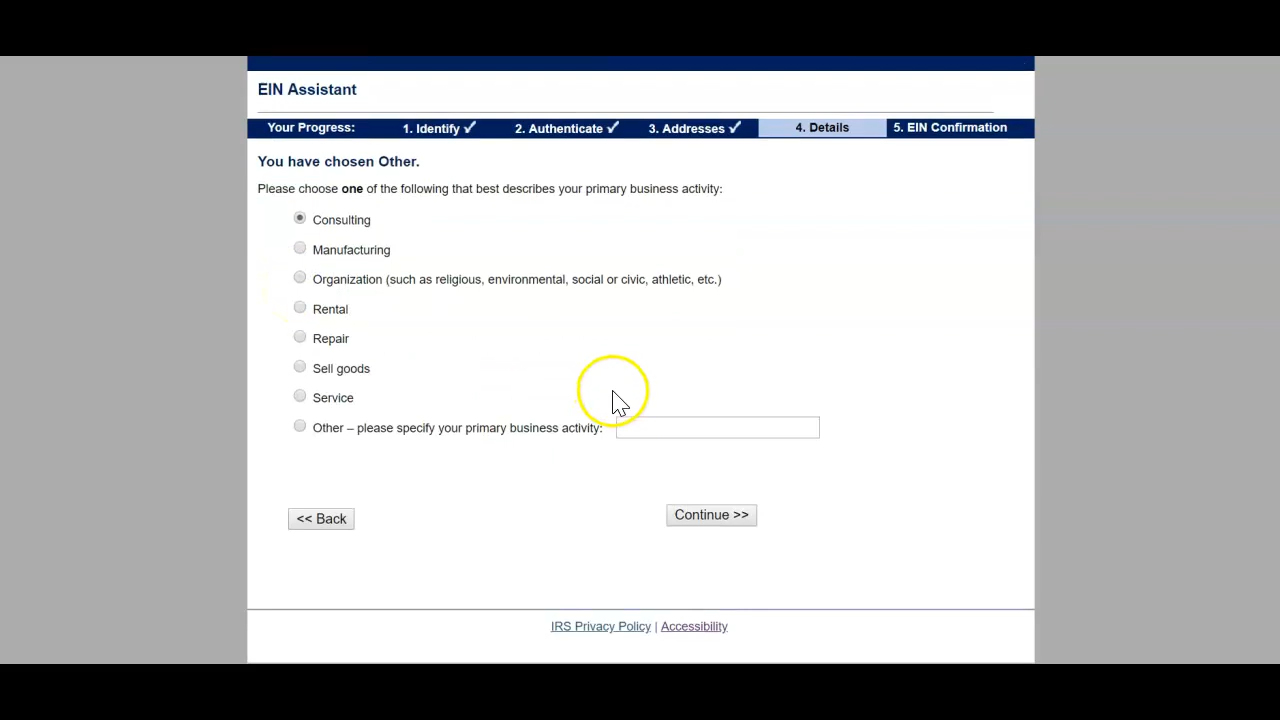 EIN Assistant
Your Progress: 1. Identify ✓ 2. Authenticate ✓ 3. Addresses ✓ 4. Details 5. EIN Confirmation
You have chosen Other.
Please choose one of the following that best describes your primary business activity:
Consulting
Manufacturing
Organization (such as religious, environmental, social or civic, athletic, etc.)
Rental
Repair
Sell goods
Service
Other – please specify your primary business activity:
<< Back Continue >>
IRS Privacy Policy | Accessibility